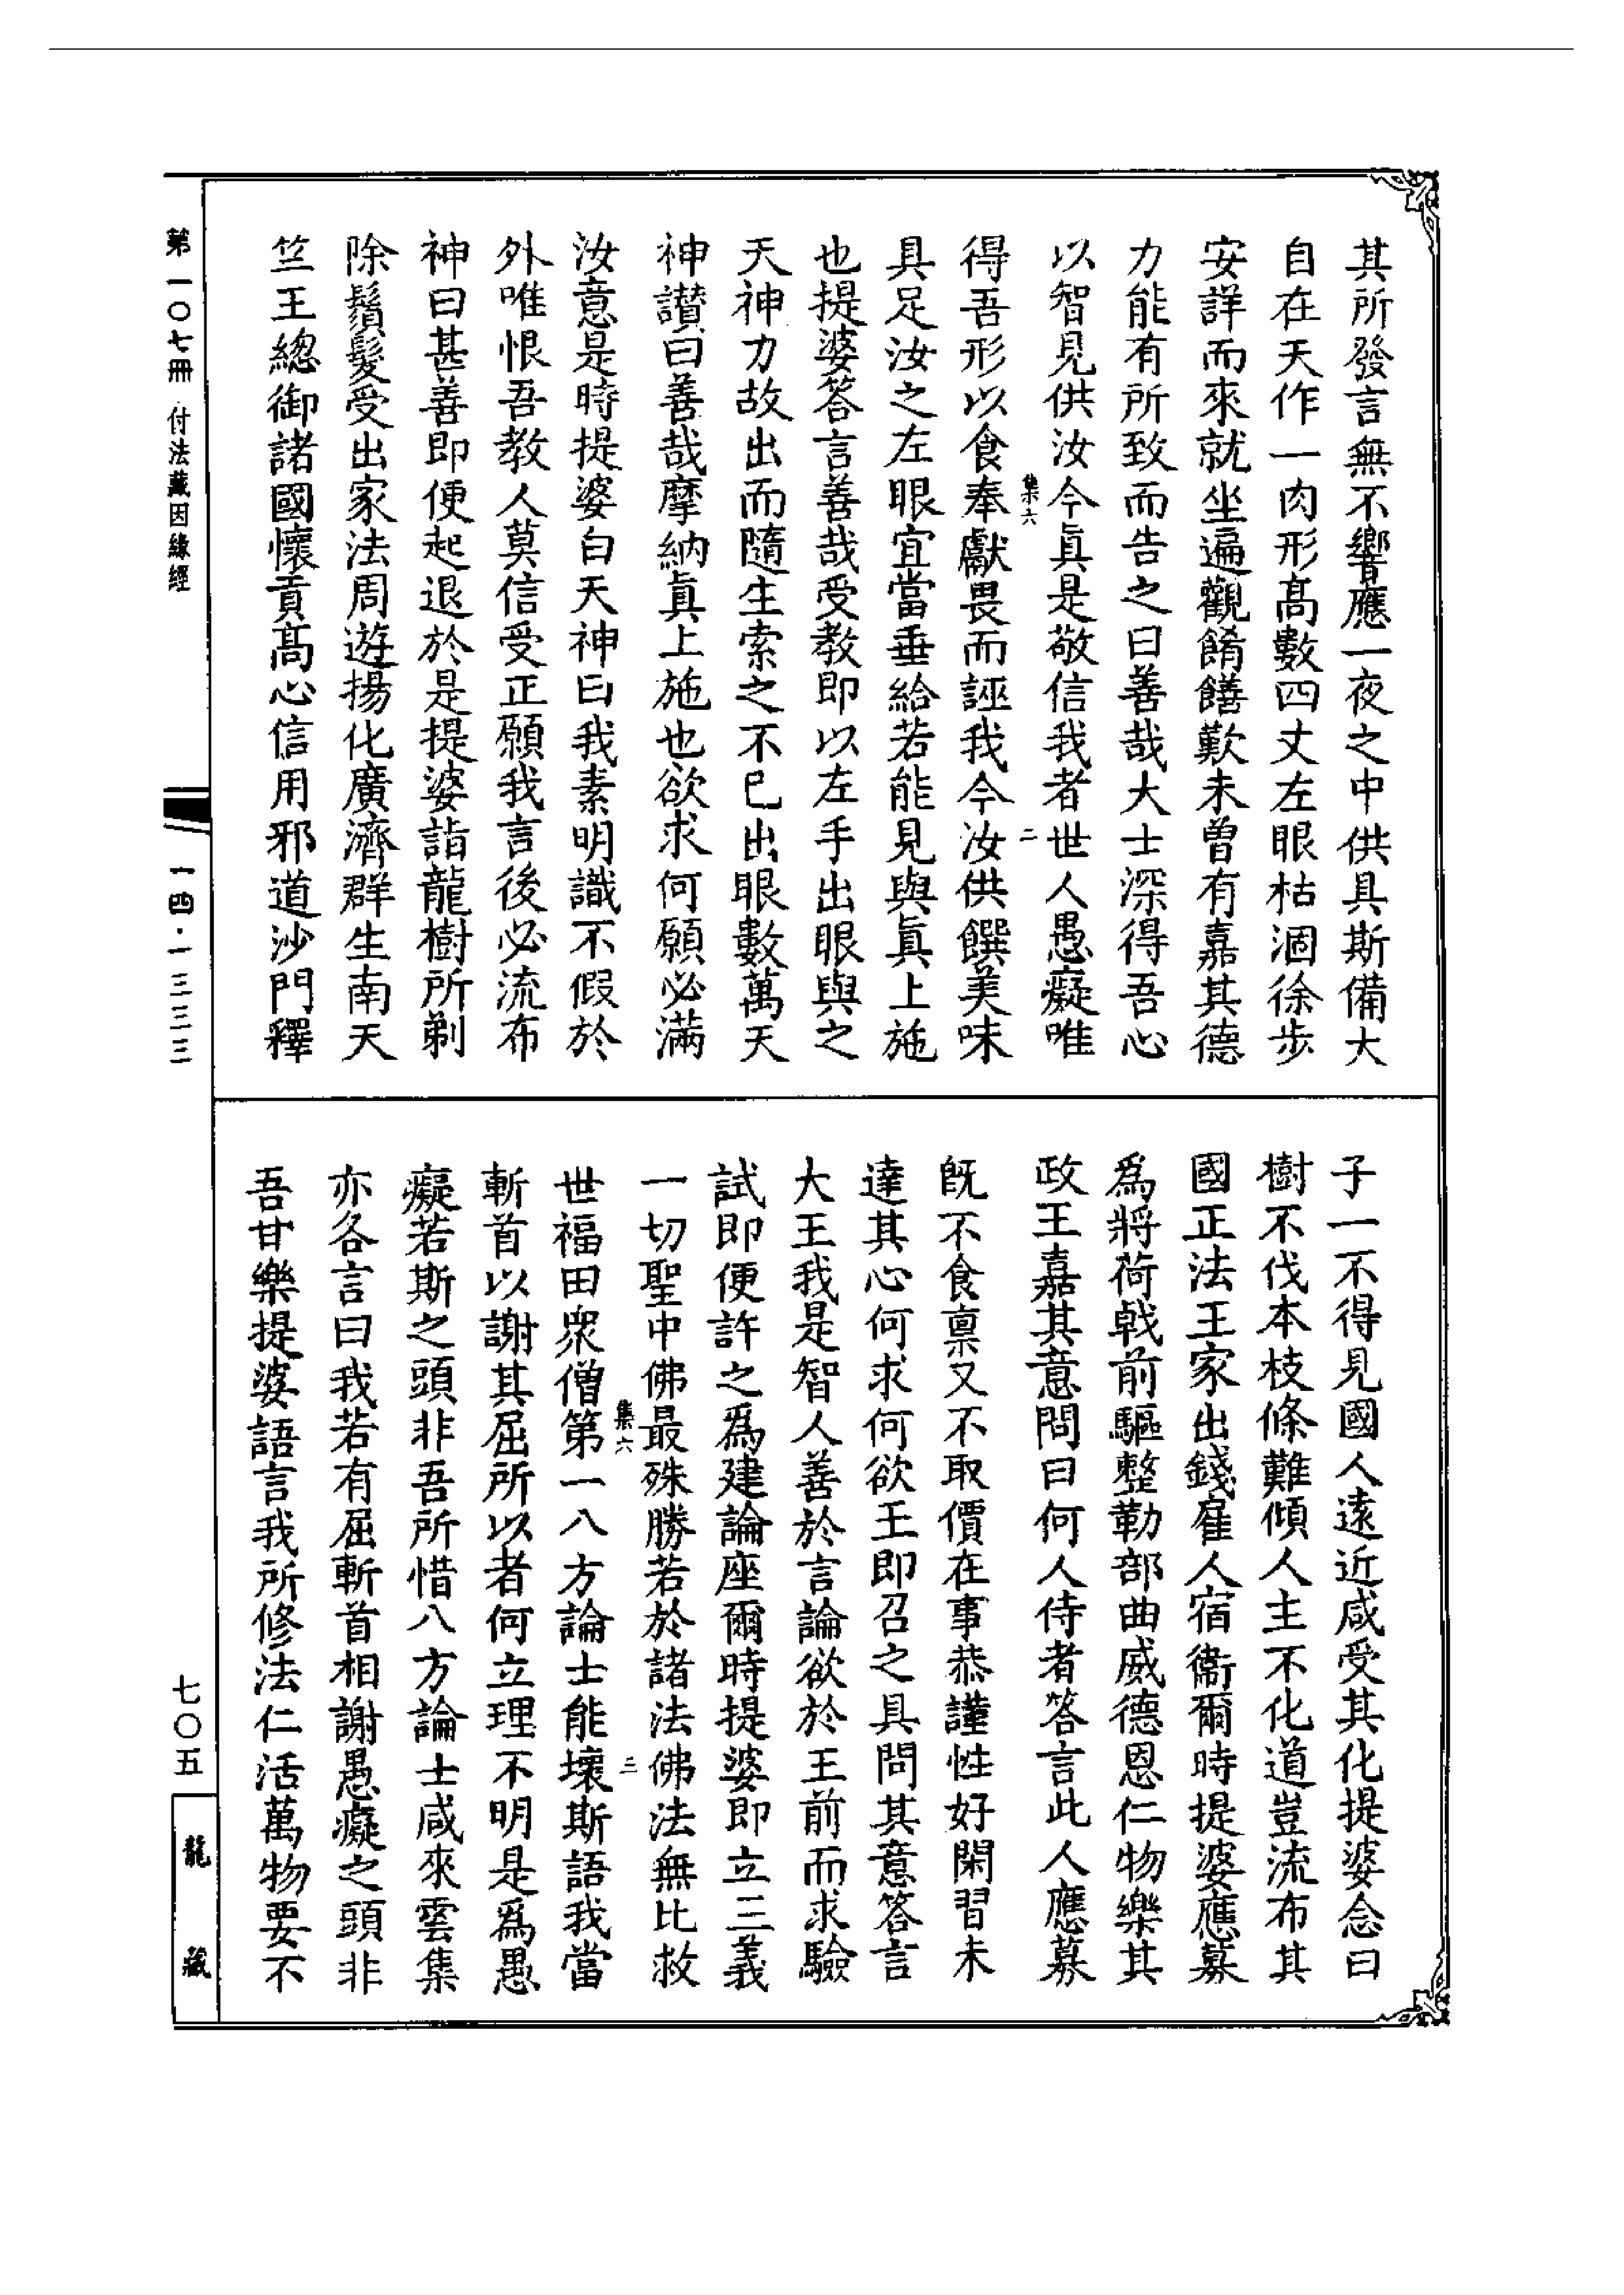 其所發言無不響應一夜之中供具斯備大
自在天作一肉形高數四丈左眼枯涸徐步
安詳而來就坐遍觀餚饍歎未曾有嘉其德
力能有所致而告之曰善哉大士深得吾心
以智見供汝今眞是敬信我者世人愚癡唯
集六
二
得吾形以食奉獻畏而誣我今汝供饌美味
具足汝之左眼宜當垂給若能見與眞上施
也提婆答言善哉受教即以左手出眼與之
天神力故出而隨生索之不已出眼數萬天
神讃曰善哉摩納眞上施也欲求何願必滿
汝意是時提婆白天神曰我素明識不假於
外唯恨吾教人莫信受正願我言後必流布
神曰甚善即便起退於是提婆詣龍樹所剃
除鬚髮受出家法周遊揚化廣濟群生南天
竺王總御諸國懷貢高心信用邪道沙門釋
子一不得見國人遠近咸受其化提婆念曰
樹不伐本枝條難傾人主不化道豈流布其
國正法王家出錢雇人宿衞爾時提婆應募
爲將荷戟前驅整勒部曲威德恩仁物樂其
政王嘉其意問曰何人侍者答言此人應募
旣不食禀又不取價在事恭謹性好閑習未
達其心何求何欲王即召之具問其意答言
大王我是智人善於言論欲於王前而求驗
試即便許之爲建論座爾時提婆即立三義
一切聖中佛最殊勝若於諸法佛法無比救
集六
三
世福田衆僧第一八方論士能壞斯語我當
斬首以謝其屈所以者何立理不明是爲愚
癡若斯之頭非吾所惜八方論士咸來雲集
亦各言曰我若有屈斬首相謝愚癡之頭非
吾甘樂提婆語言我所修法仁活萬物要不
第一〇七冊 付法藏因緣經
一四·一三三三
七〇五
龍藏